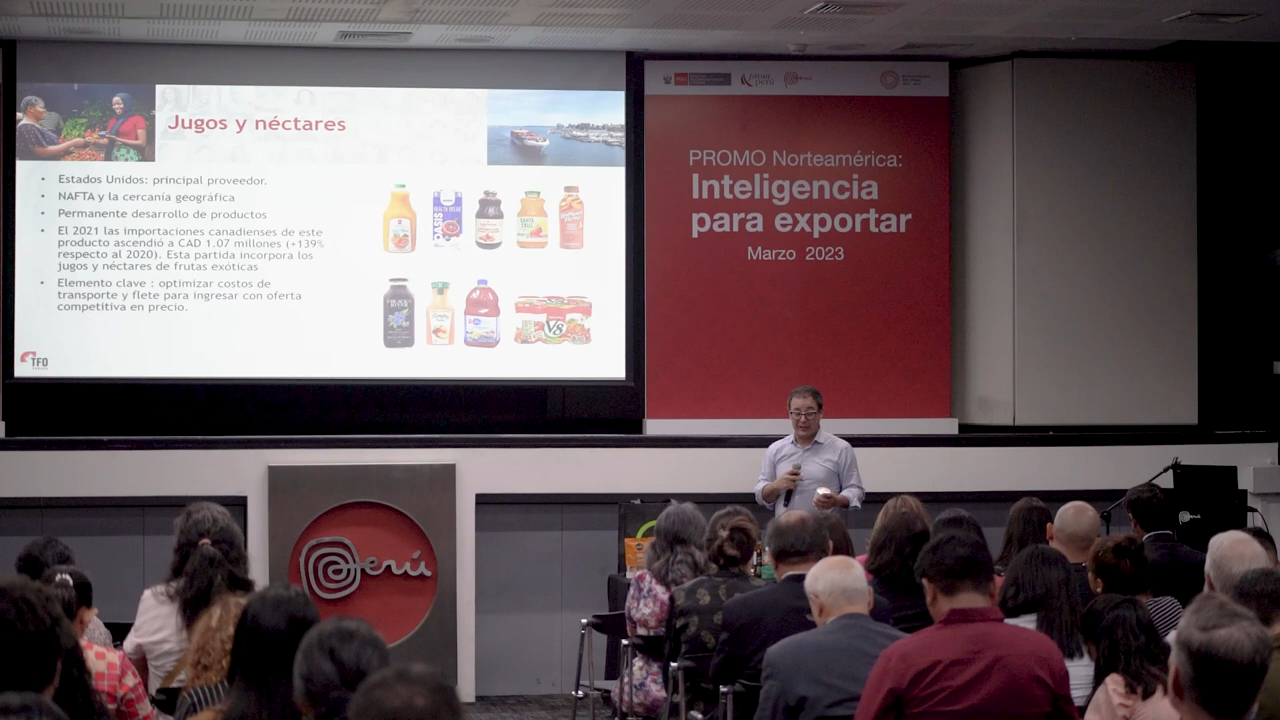 Jugos y néctares
• Estados Unidos: principal proveedor.
• NAFTA y la cercanía geográfica
• Permanente desarrollo de productos
• El 2021 las importaciones canadienses de este
producto ascendió a CAD 1.07 millones (+139%
respecto al 2020). Esta partida incorpora los
jugos y néctares de frutas exóticas
• Elemento clave : optimizar costos de
transporte y flete para ingresar con oferta
competitiva en precio.
OASIS
V8
TFO
PROMO Norteamérica:
Inteligencia
para exportar
Marzo 2023
Perú